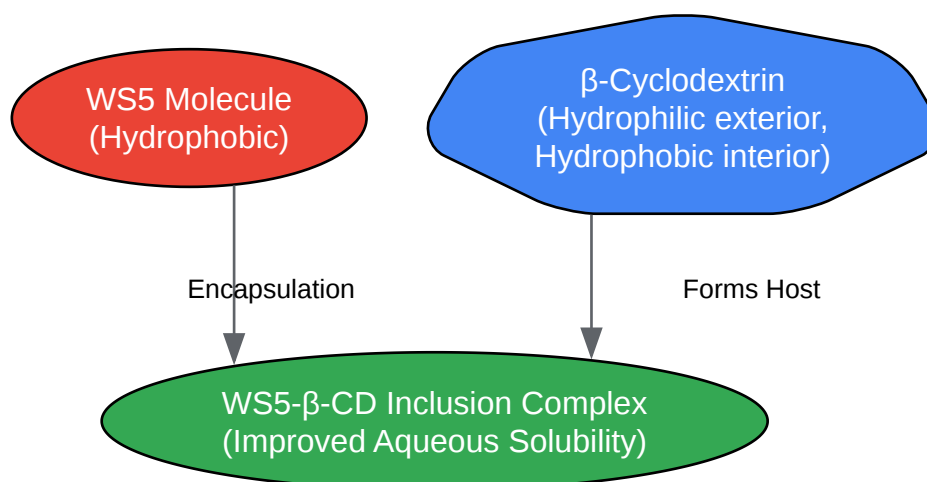 WS5 Molecule
(Hydrophobic)
β-Cyclodextrin
(Hydrophilic exterior,
Hydrophobic interior)
Encapsulation
Forms Host
WS5-β-CD Inclusion Complex
(Improved Aqueous Solubility)